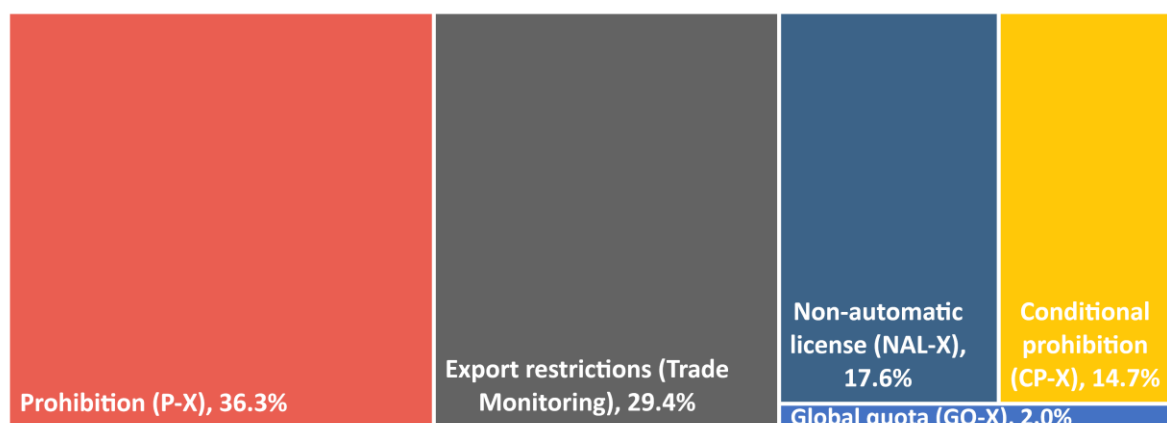 Prohibition (P-X), 36.3%
Export restrictions (Trade
Monitoring), 29.4%
Non-automatic
license (NAL-X),
17.6%
Conditional
prohibition
(CP-X), 14.7%
Global quota (GQ-X), 2.0%